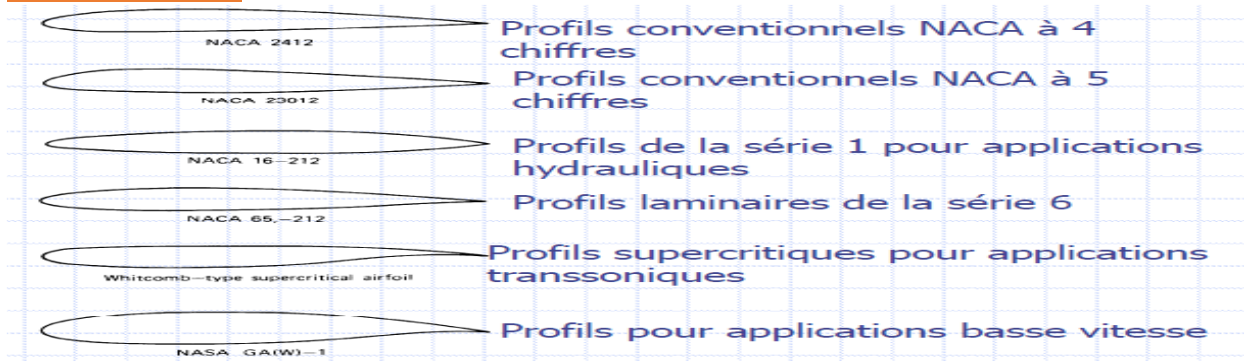 Profils conventionnels NACA à 4
chiffres
NACA 2412
Profils conventionnels NACA à 5
chiffres
NACA 23012
Profils de la série 1 pour applications
hydrauliques
NACA 16-212
Profils laminaires de la série 6
NACA 65,-212
Profils supercritiques pour applications
transsoniques
Whitcomb-type supercritical airfoil
Profils pour applications basse vitesse
NASA GA(W)-1